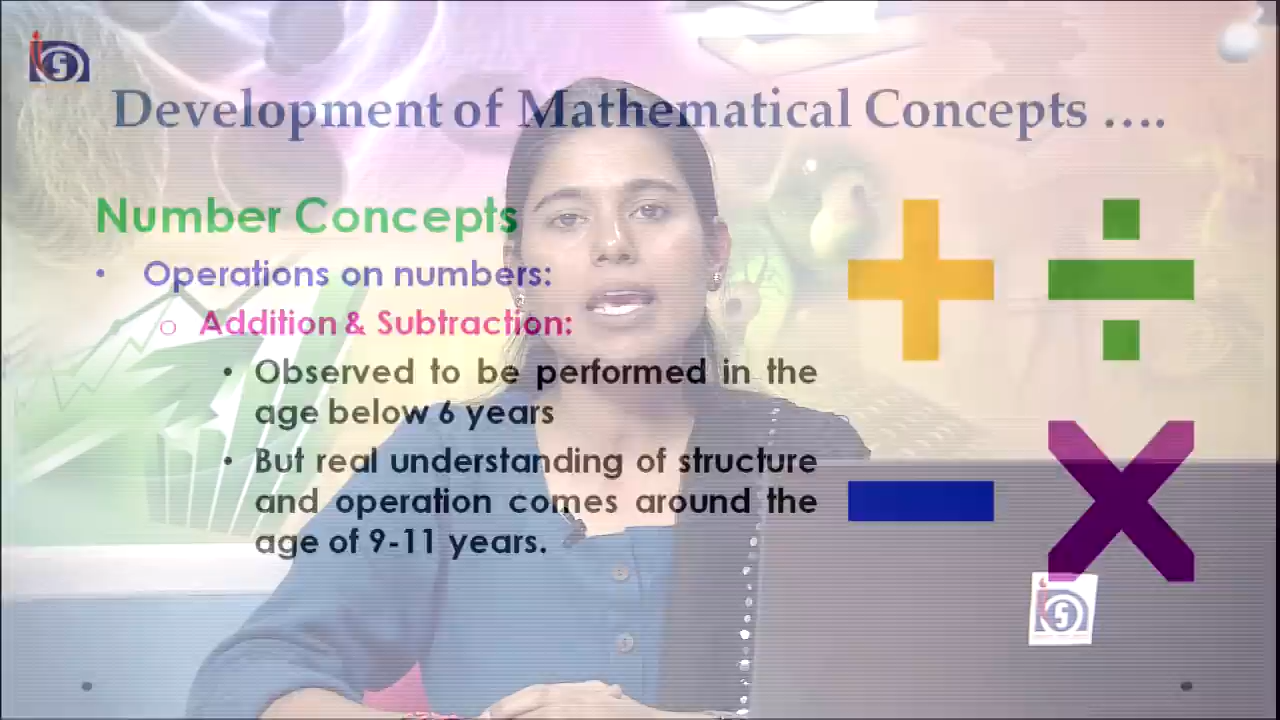 Development of Mathematical Concepts ....
Number Concepts
• Operations on numbers:
o Addition & Subtraction:
• Observed to be performed in the
age below 6 years
• But real understanding of structure
and operation comes around the
age of 9-11 years.